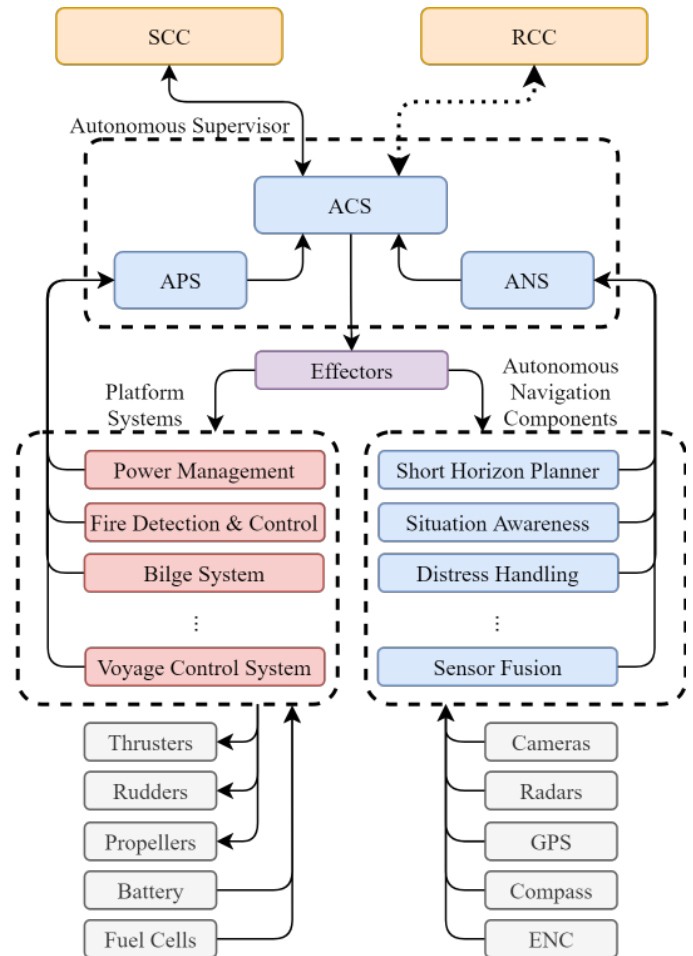 SCC
RCC
Autonomous Supervisor
ACS
APS
ANS
Effectors
Platform
Systems
Autonomous
Navigation
Components
Power Management
Fire Detection & Control
Bilge System
...
Voyage Control System
Short Horizon Planner
Situation Awareness
Distress Handling
...
Sensor Fusion
Thrusters
Rudders
Propellers
Battery
Fuel Cells
Cameras
Radars
GPS
Compass
ENC